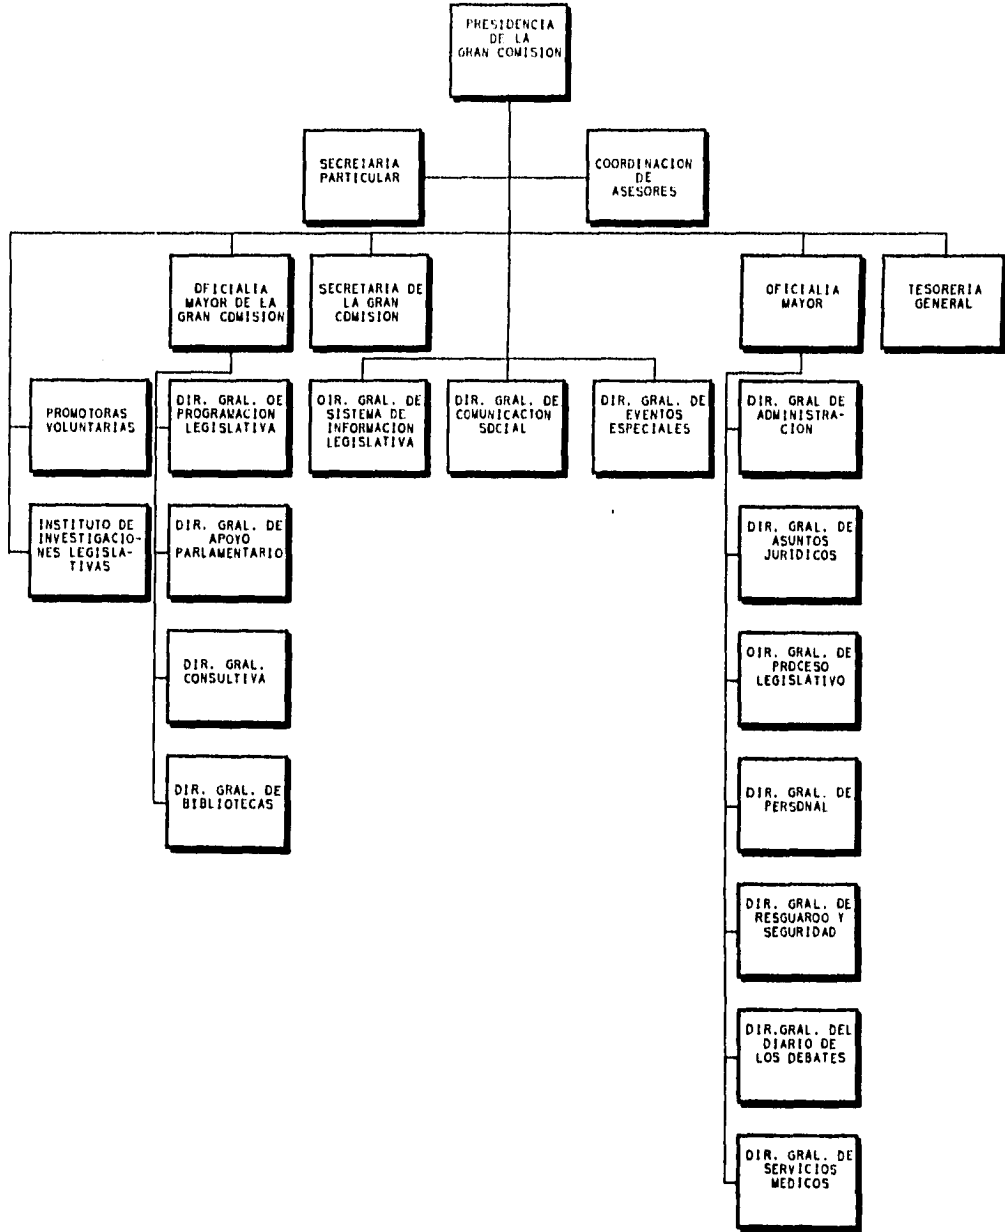 PRESIDENCIA
DE LA
GRAN COMISION
SECRETARIA
PARTICULAR
COORDINACION
DE
ASESORES
OFICIALIA
MAYOR DE LA
GRAN COMISION
SECRETARIA DE
LA GRAN
COMISION
OFICIALIA
MAYOR
TESORERIA
GENERAL
PROMOTORAS
VOLUNTARIAS
DIR. GRAL. DE
PROGRAMACION
LEGISLATIVA
DIR. GRAL. DE
SISTEMA DE
INFORMACION
LEGISLATIVA
DIR. GRAL. DE
COMUNICACION
SOCIAL
DIR. GRAL. DE
EVENTOS
ESPECIALES
DIR. GRAL DE
ADMINISTRA-
CION
INSTITUTO DE
INVESTIGACIO-
NES LEGISLA-
TIVAS
DIR. GRAL. DE
APOYO
PARLAMENTARIO
DIR. GRAL. DE
ASUNTOS
JURIDICOS
DIR. GRAL.
CONSULTIVA
DIR. GRAL. DE
PROCESO
LEGISLATIVO
DIR. GRAL. DE
BIBLIOTECAS
DIR. GRAL. DE
PERSONAL
DIR. GRAL. DE
RESGUARDO Y
SEGURIDAD
DIR.GRAL. DEL
DIARIO DE
LOS DEBATES
DIR. GRAL. DE
SERVICIOS
MEDICOS